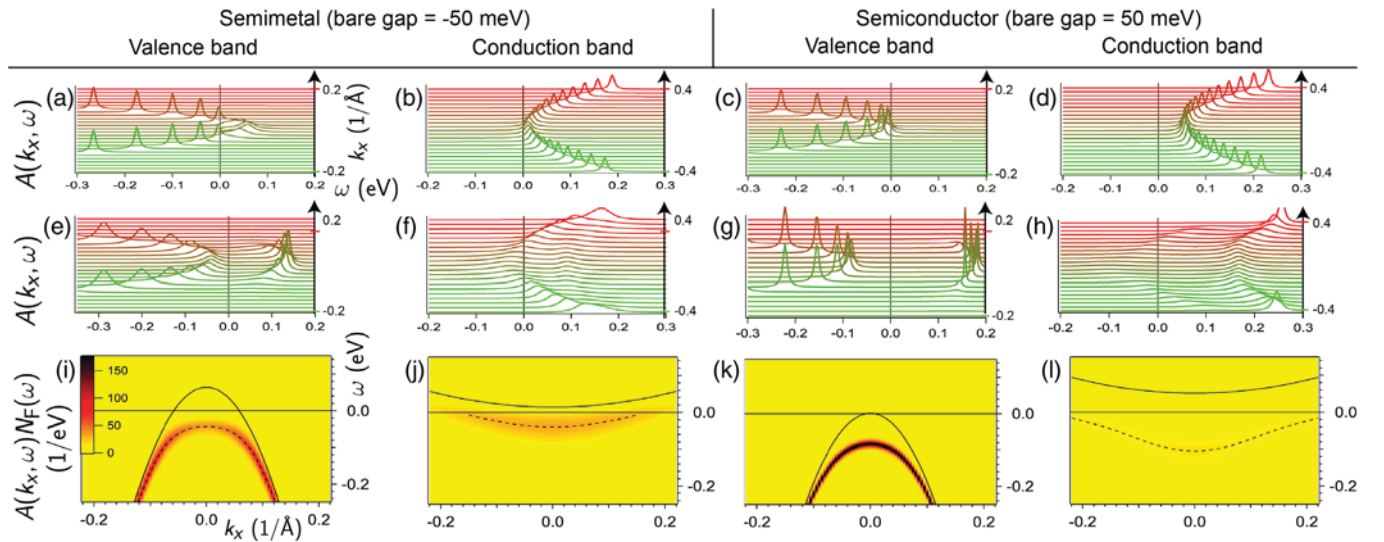 Semimetal (bare gap = -50 meV)
Semiconductor (bare gap = 50 meV)
Valence band
Conduction band
Valence band
Conduction band
A(kₓ, ω)
(a)
0.2
kₓ (1/Å)
-0.2
-0.3 -0.2 -0.1 0.0 0.1 0.2
ω (eV)
(b)
0.4
-0.4
-0.2 -0.1 0.0 0.1 0.2 0.3
(c)
0.2
-0.2
-0.3 -0.2 -0.1 0.0 0.1 0.2
(d)
0.4
-0.4
-0.2 -0.1 0.0 0.1 0.2 0.3
A(kₓ, ω)
(e)
0.2
-0.2
-0.3 -0.2 -0.1 0.0 0.1 0.2
(f)
0.4
-0.4
-0.2 -0.1 0.0 0.1 0.2 0.3
(g)
0.2
-0.2
-0.3 -0.2 -0.1 0.0 0.1 0.2
(h)
0.4
-0.4
-0.2 -0.1 0.0 0.1 0.2 0.3
A(kₓ, ω)N_F(ω)
(1/eV)
(i)
150
100
50
0
ω (eV)
0.0
-0.2
-0.2 0.0 0.2
kₓ (1/Å)
(j)
0.0
-0.2
-0.2 0.0 0.2
(k)
0.0
-0.2
-0.2 0.0 0.2
(l)
0.0
-0.2
-0.2 0.0 0.2